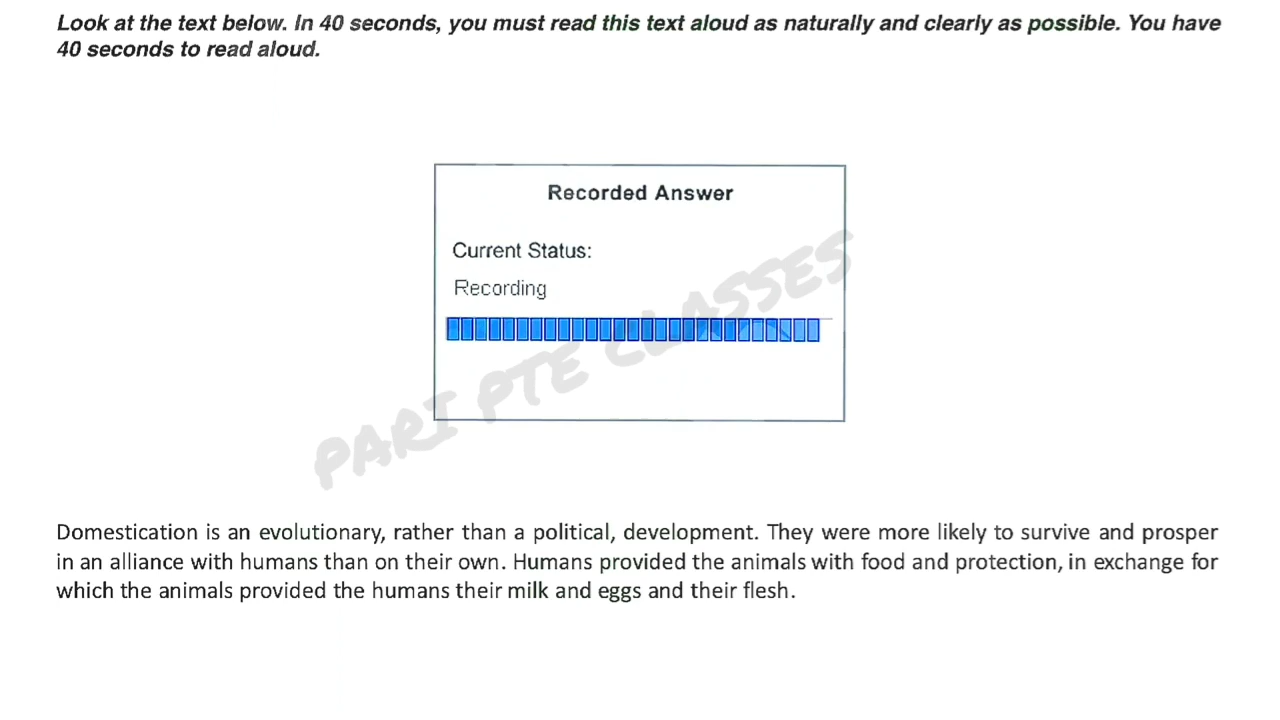 Look at the text below. In 40 seconds, you must read this text aloud as naturally and clearly as possible. You have
40 seconds to read aloud.
Recorded Answer
Current Status:
Recording
PARI PTE CLASSES
Domestication is an evolutionary, rather than a political, development. They were more likely to survive and prosper
in an alliance with humans than on their own. Humans provided the animals with food and protection, in exchange for
which the animals provided the humans their milk and eggs and their flesh.